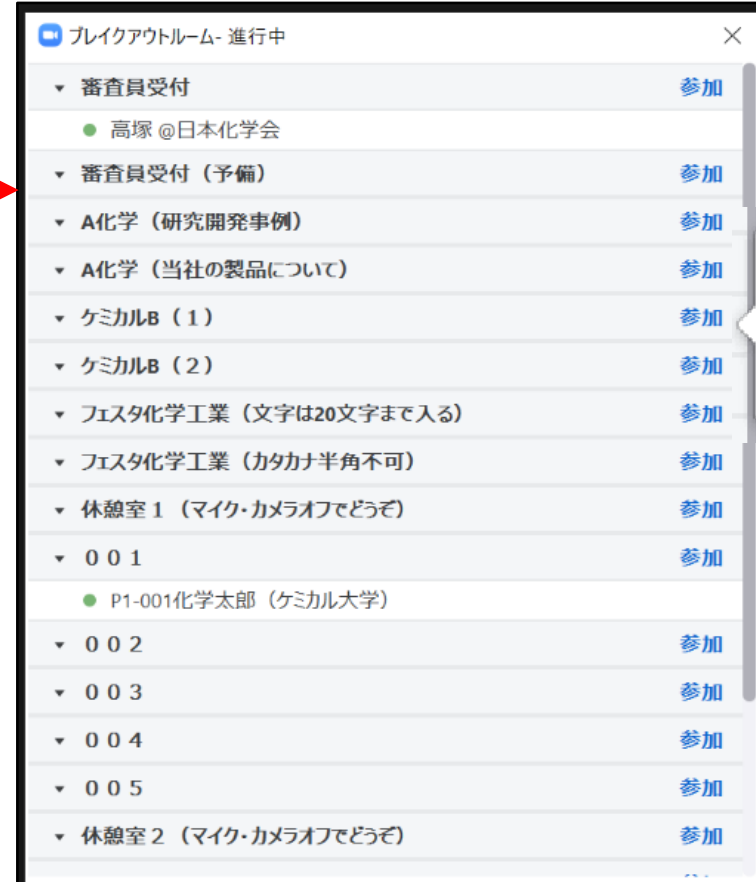 ブレイクアウトルーム- 進行中
審査員受付 参加
高塚 @日本化学会
審査員受付（予備） 参加
A化学（研究開発事例） 参加
A化学（当社の製品について） 参加
ケミカルB（１） 参加
ケミカルB（２） 参加
フェスタ化学工業（文字は20文字まで入る） 参加
フェスタ化学工業（カタカナ半角不可） 参加
休憩室１（マイク・カメラオフでどうぞ） 参加
００１ 参加
P1-001化学太郎（ケミカル大学）
００２ 参加
００３ 参加
００４ 参加
００５ 参加
休憩室２（マイク・カメラオフでどうぞ） 参加